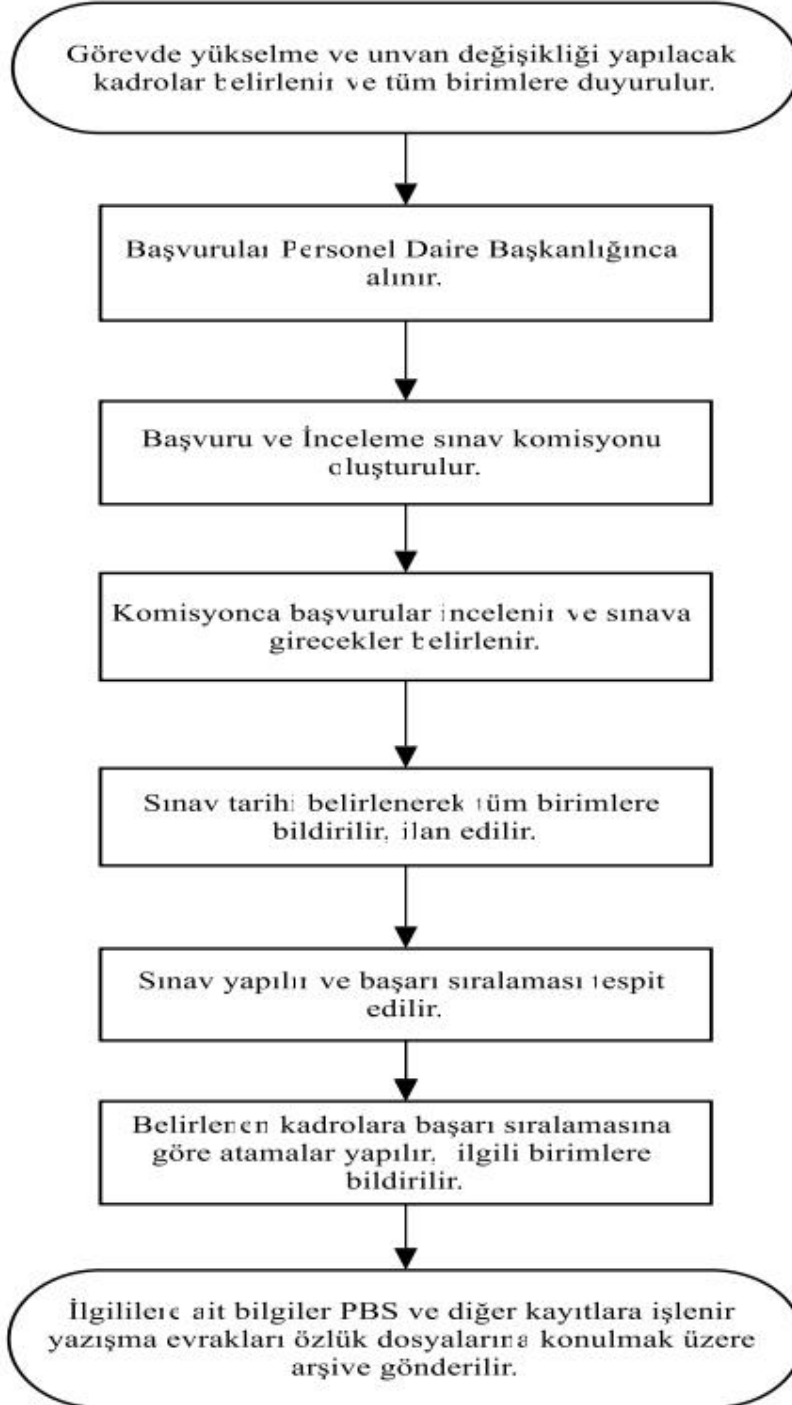 Görevde yükselme ve unvan değişikliği yapılacak
kadrolar belirlenir ve tüm birimlere duyurulur.
Başvurular Personel Daire Başkanlığınca
alınır.
Başvuru ve İnceleme sınav komisyonu
oluşturulur.
Komisyonca başvurular incelenir ve sınava
girecekler belirlenir.
Sınav tarihi belirlenerek tüm birimlere
bildirilir, ilan edilir.
Sınav yapılır ve başarı sıralaması tespit
edilir.
Belirlenen kadrolara başarı sıralamasına
göre atamalar yapılır, ilgili birimlere
bildirilir.
İlgililere ait bilgiler PBS ve diğer kayıtlara işlenir
yazışma evrakları özlük dosyalarına konulmak üzere
arşive gönderilir.